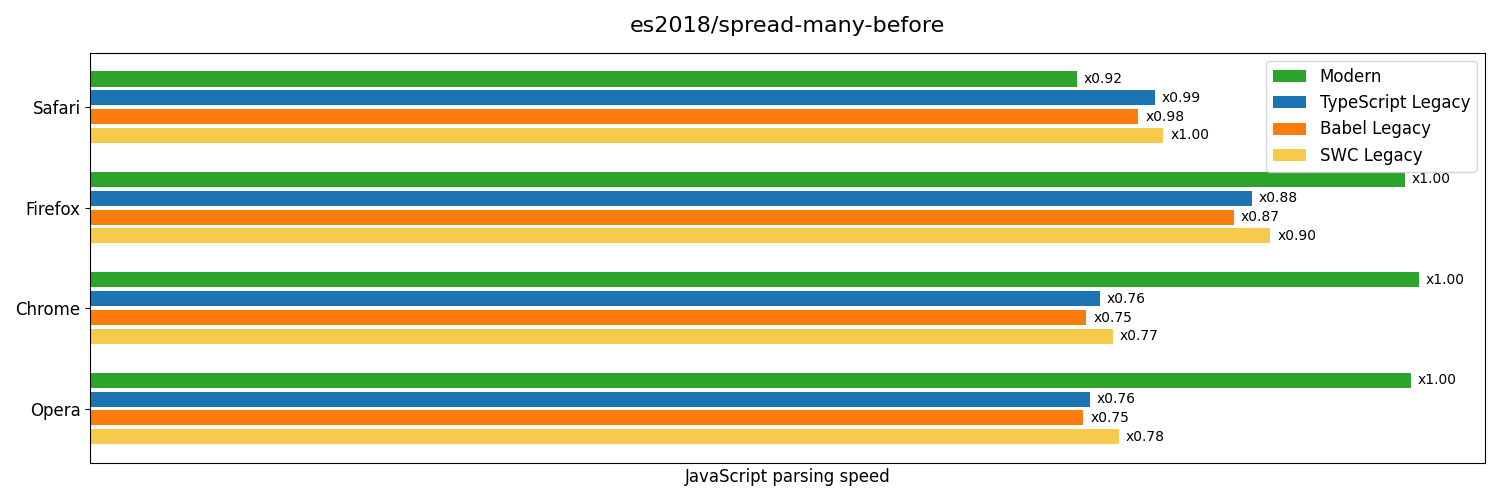 es2018/spread-many-before
Safari
x0.92
x0.99
x0.98
x1.00
Modern
TypeScript Legacy
Babel Legacy
SWC Legacy
Firefox
x1.00
x0.88
x0.87
x0.90
Chrome
x1.00
x0.76
x0.75
x0.77
Opera
x1.00
x0.76
x0.75
x0.78
JavaScript parsing speed